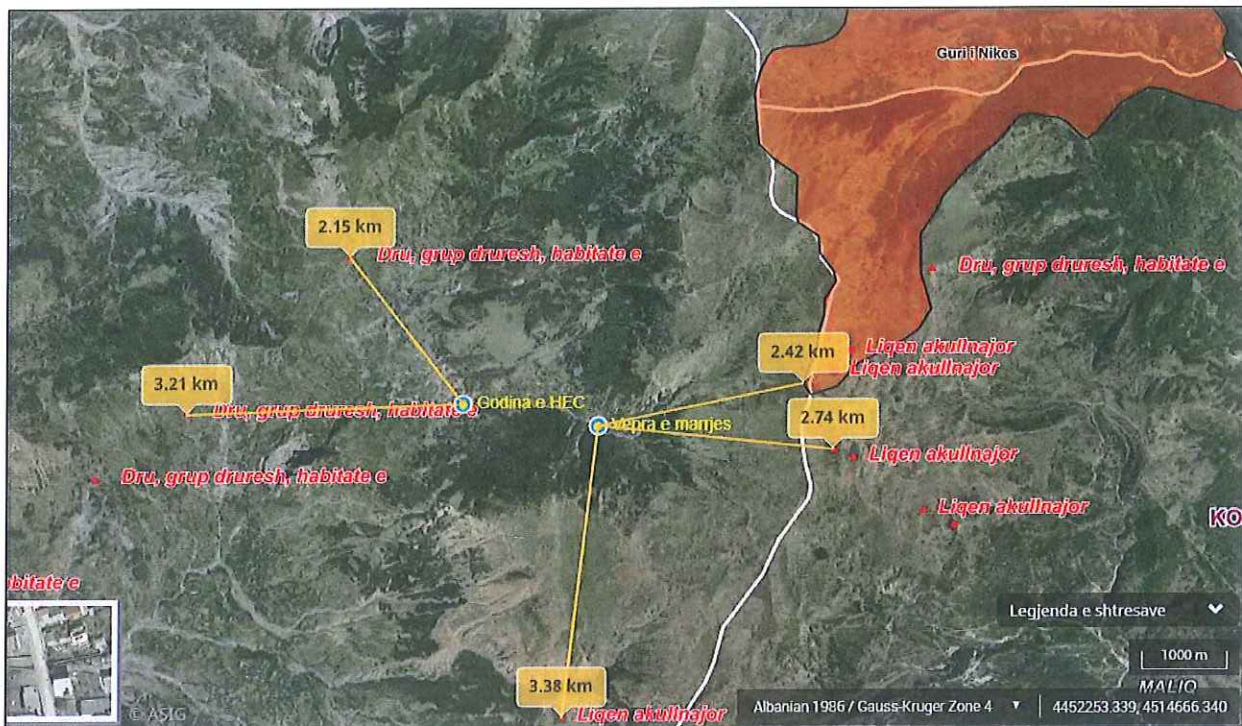 Guri i Nikos
2.15 km
Dru, grup druresh, habitate e
Dru, grup druresh, habitate e
2.42 km
Liqen akullnajor
Liqen akullnajor
3.21 km
Godina e HEC
Dru, grup druresh, habitate e
2.74 km
Vepra e marrjes
Liqen akullnajor
Dru, grup druresh, habitate e
Liqen akullnajor
KO
bitate e
Legjenda e shtresave
1000 m
3.38 km
MALIQ
Liqen akullnajor
© ASIG
Albanian 1986 / Gauss-Kruger Zone 4
4452253.339, 4514666.340